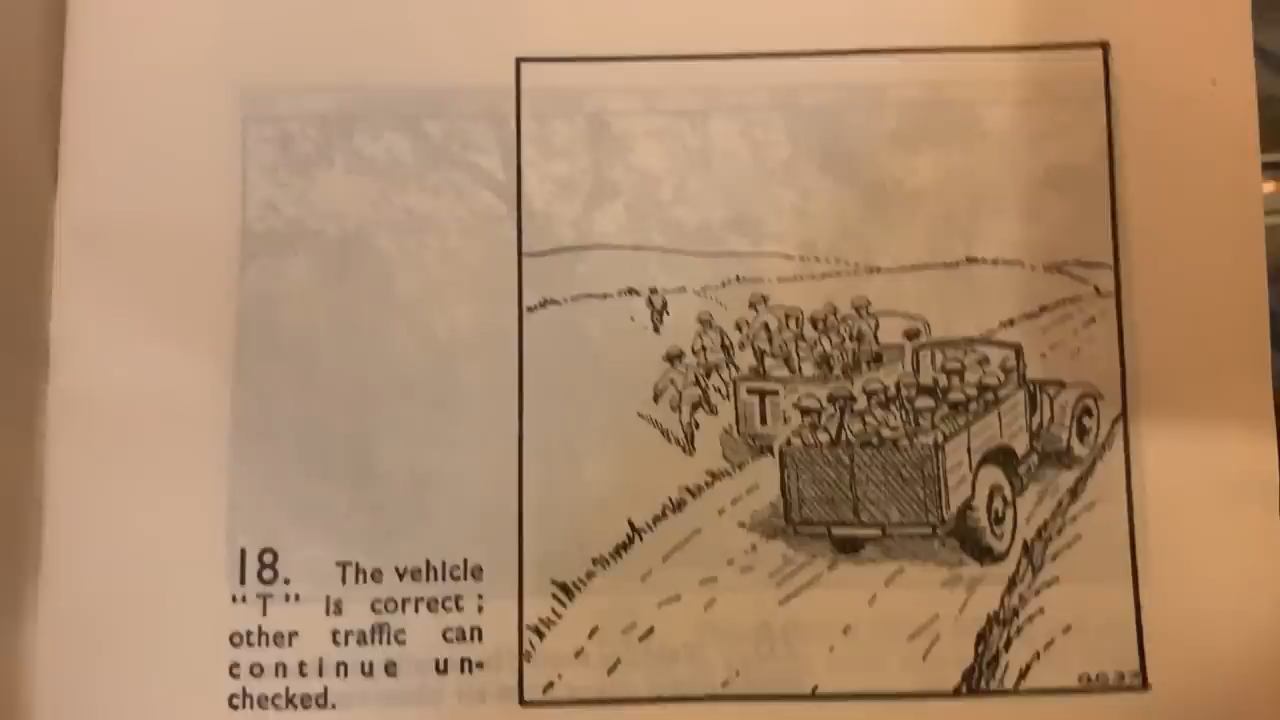 T
18. The vehicle
"T" is correct ;
other traffic can
continue un-
checked.